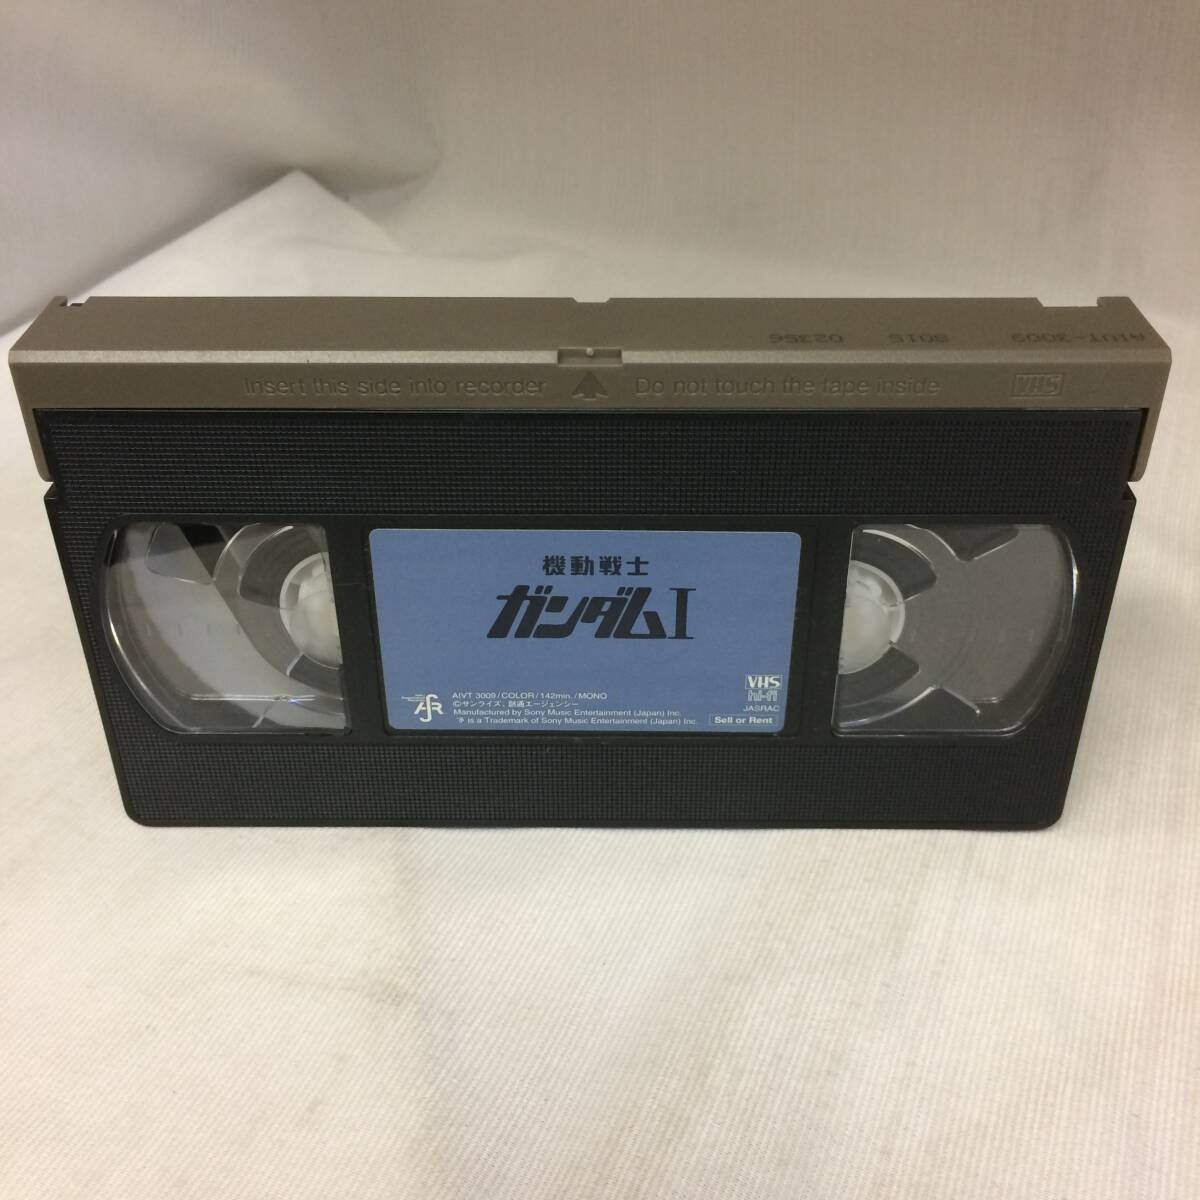 AIVT-3009 8015 02356
Insert this side into recorder Do not touch the tape inside VHS
機動戦士
ガンダムI
AIVT 3009/COLOR/142min./MONO
©サンライズ、創通エージェンシー
Manufactured by Sony Music Entertainment (Japan) Inc.
is a Trademark of Sony Music Entertainment (Japan) Inc.
VHS
hi-fi
JASRAC
Sell or Rent